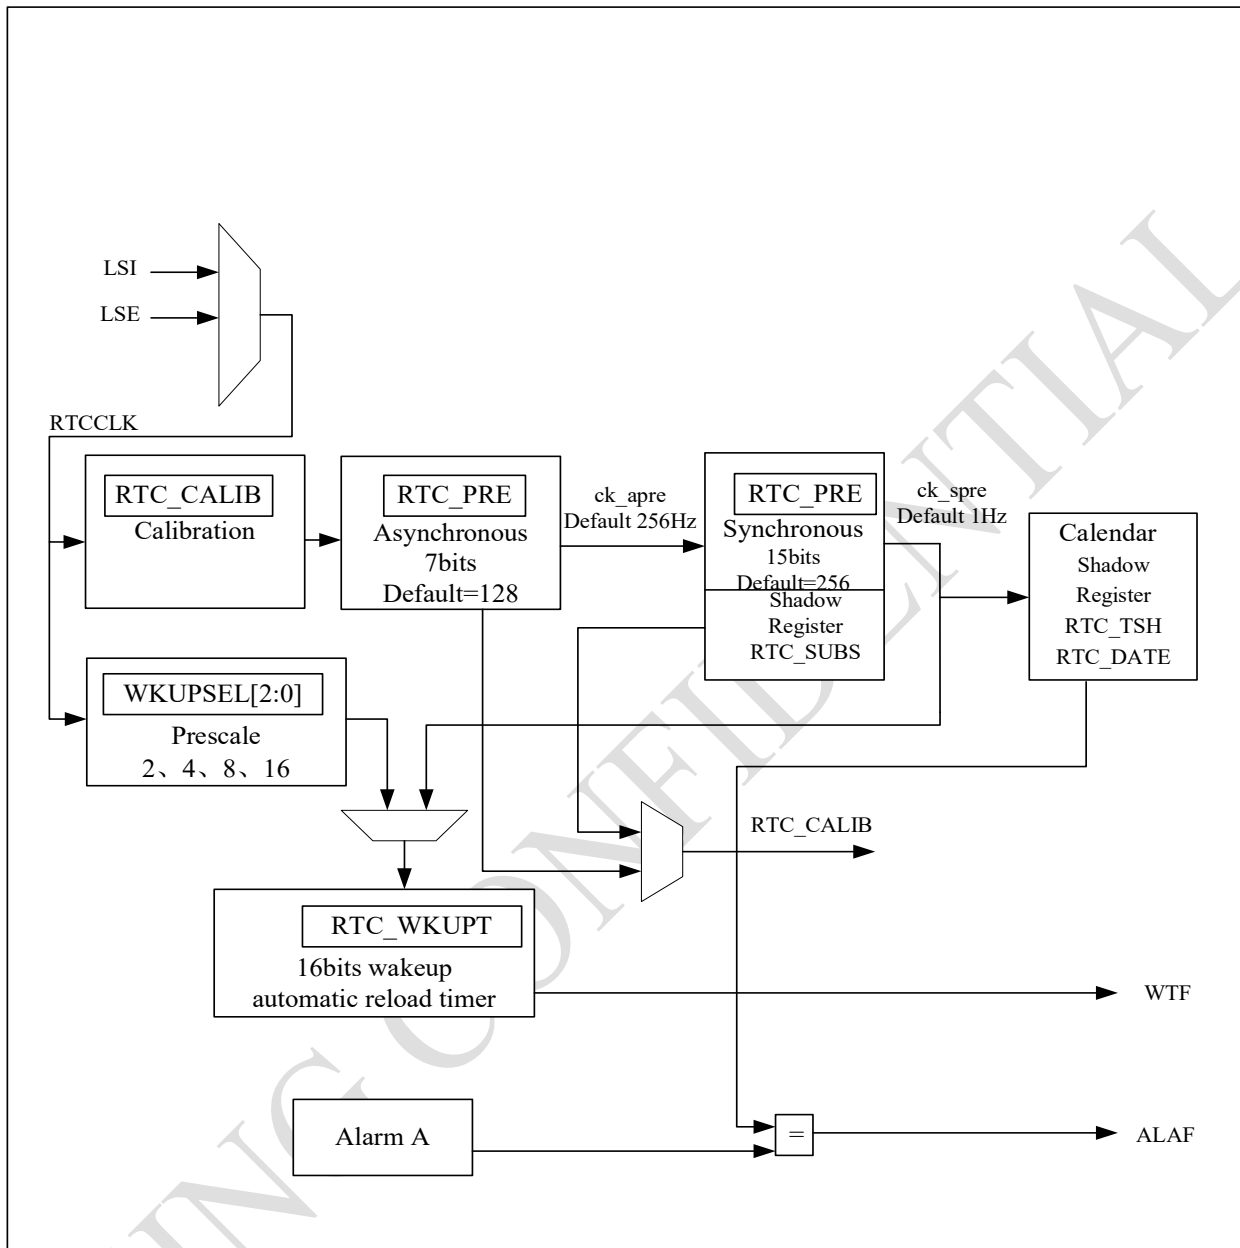 LSI
LSE
RTCCLK
RTC_CALIB
Calibration
RTC_PRE
Asynchronous
7bits
Default=128
ck_apre
Default 256Hz
RTC_PRE
Synchronous
15bits
Default=256
Shadow
Register
RTC_SUBS
ck_spre
Default 1Hz
Calendar
Shadow
Register
RTC_TSH
RTC_DATE
WKUPSEL[2:0]
Prescale
2、4、8、16
RTC_CALIB
RTC_WKUPT
16bits wakeup
automatic reload timer
WTF
Alarm A
=
ALAF
ING CONFIDENTIAL